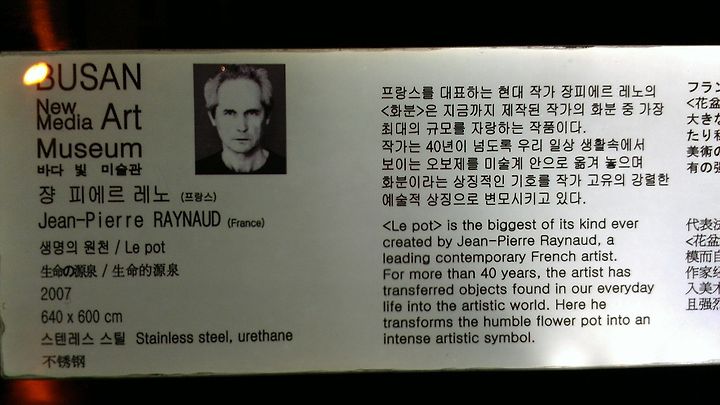 BUSAN
New
Media Art
Museum
바다 빛 미술관
쟝 피에르 레노 (프랑스)
Jean-Pierre RAYNAUD (France)
생명의 원천 / Le pot
生命の源泉 / 生命的源泉
2007
640 x 600 cm
스텐레스 스틸 Stainless steel, urethane
不锈钢
프랑스를 대표하는 현대 작가 장피에르 레노의
<화분>은 지금까지 제작된 작가의 화분 중 가장
최대의 규모를 자랑하는 작품이다.
작가는 40년이 넘도록 우리 일상 생활속에서
보이는 오보제를 미술계 안으로 옮겨 놓으며
화분이라는 상징적인 기호를 작가 고유의 강렬한
예술적 상징으로 변모시키고 있다.
<Le pot> is the biggest of its kind ever
created by Jean-Pierre Raynaud, a
leading contemporary French artist.
For more than 40 years, the artist has
transferred objects found in our everyday
life into the artistic world. Here he
transforms the humble flower pot into an
intense artistic symbol.
フラン
<花盆
大きな
たり私
美術の
有の強
代表法
<花盆
模而自
作家经
入美术
且强烈